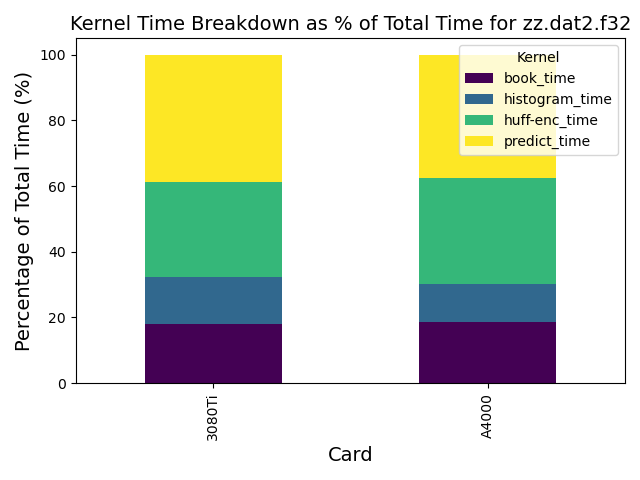 Kernel Time Breakdown as % of Total Time for zz.dat2.f32
Percentage of Total Time (%)
100
80
60
40
20
0
Kernel
book_time
histogram_time
huff-enc_time
predict_time
3080Ti
A4000
Card